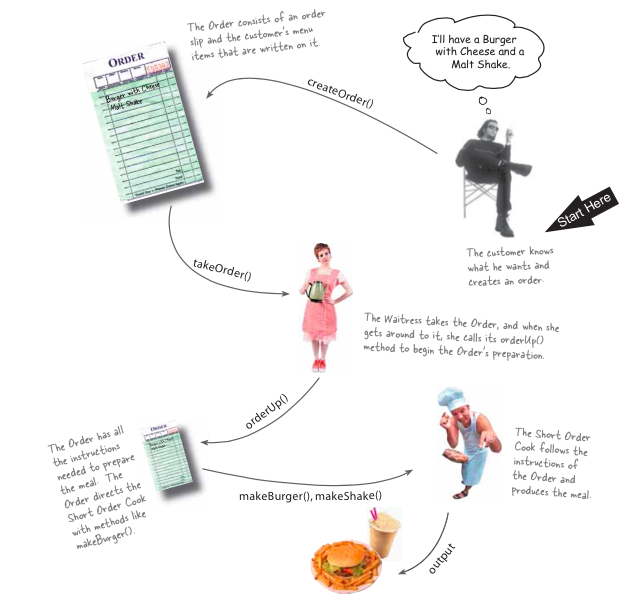 The Order consists of an order
slip and the customer's menu
items that are written on it.
I'll have a Burger
with Cheese and a
Malt Shake.
ORDER
Burger with Cheese
Malt Shake
createOrder()
Start Here
The customer knows
what he wants and
creates an order.
takeOrder()
The Waitress takes the Order, and when she
gets around to it, she calls its orderUp()
method to begin the Order's preparation.
orderUp()
The Order has all
the instructions
needed to prepare
the meal. The
Order directs the
Short Order Cook
with methods like
makeBurger().
ORDER
Burger with Cheese
Malt Shake
The Short Order
Cook follows the
instructions of
the Order and
produces the meal.
makeBurger(), makeShake()
output